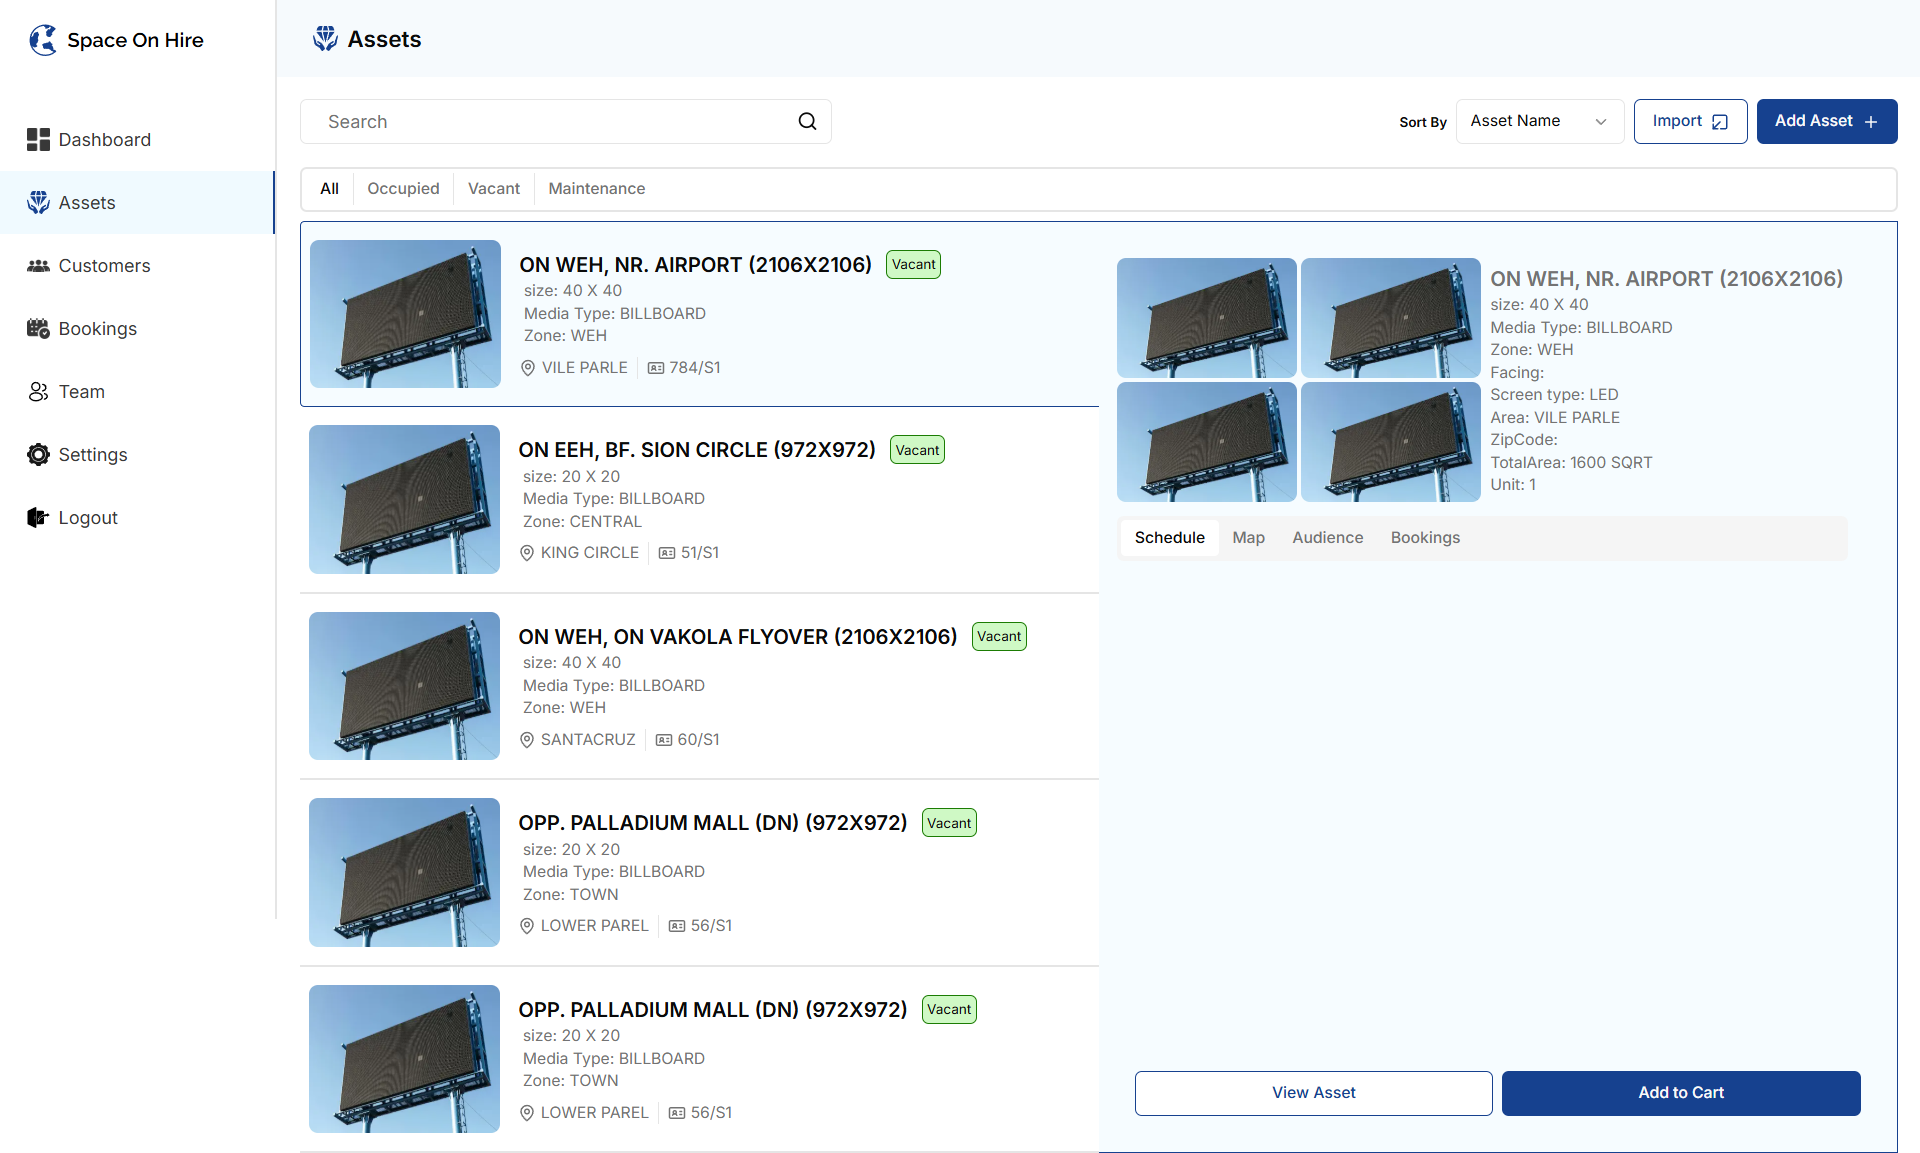 Space On Hire
Dashboard
Assets
Customers
Bookings
Team
Settings
Logout
Assets
Search
Sort By
Asset Name
Import
Add Asset
All
Occupied
Vacant
Maintenance
ON WEH, NR. AIRPORT (2106X2106)
Vacant
size: 40 X 40
Media Type: BILLBOARD
Zone: WEH
VILE PARLE
784/S1
ON EEH, BF. SION CIRCLE (972X972)
Vacant
size: 20 X 20
Media Type: BILLBOARD
Zone: CENTRAL
KING CIRCLE
51/S1
ON WEH, ON VAKOLA FLYOVER (2106X2106)
Vacant
size: 40 X 40
Media Type: BILLBOARD
Zone: WEH
SANTACRUZ
60/S1
OPP. PALLADIUM MALL (DN) (972X972)
Vacant
size: 20 X 20
Media Type: BILLBOARD
Zone: TOWN
LOWER PAREL
56/S1
OPP. PALLADIUM MALL (DN) (972X972)
Vacant
size: 20 X 20
Media Type: BILLBOARD
Zone: TOWN
LOWER PAREL
56/S1
ON WEH, NR. AIRPORT (2106X2106)
size: 40 X 40
Media Type: BILLBOARD
Zone: WEH
Facing:
Screen type: LED
Area: VILE PARLE
ZipCode:
TotalArea: 1600 SQRT
Unit: 1
Schedule
Map
Audience
Bookings
View Asset
Add to Cart